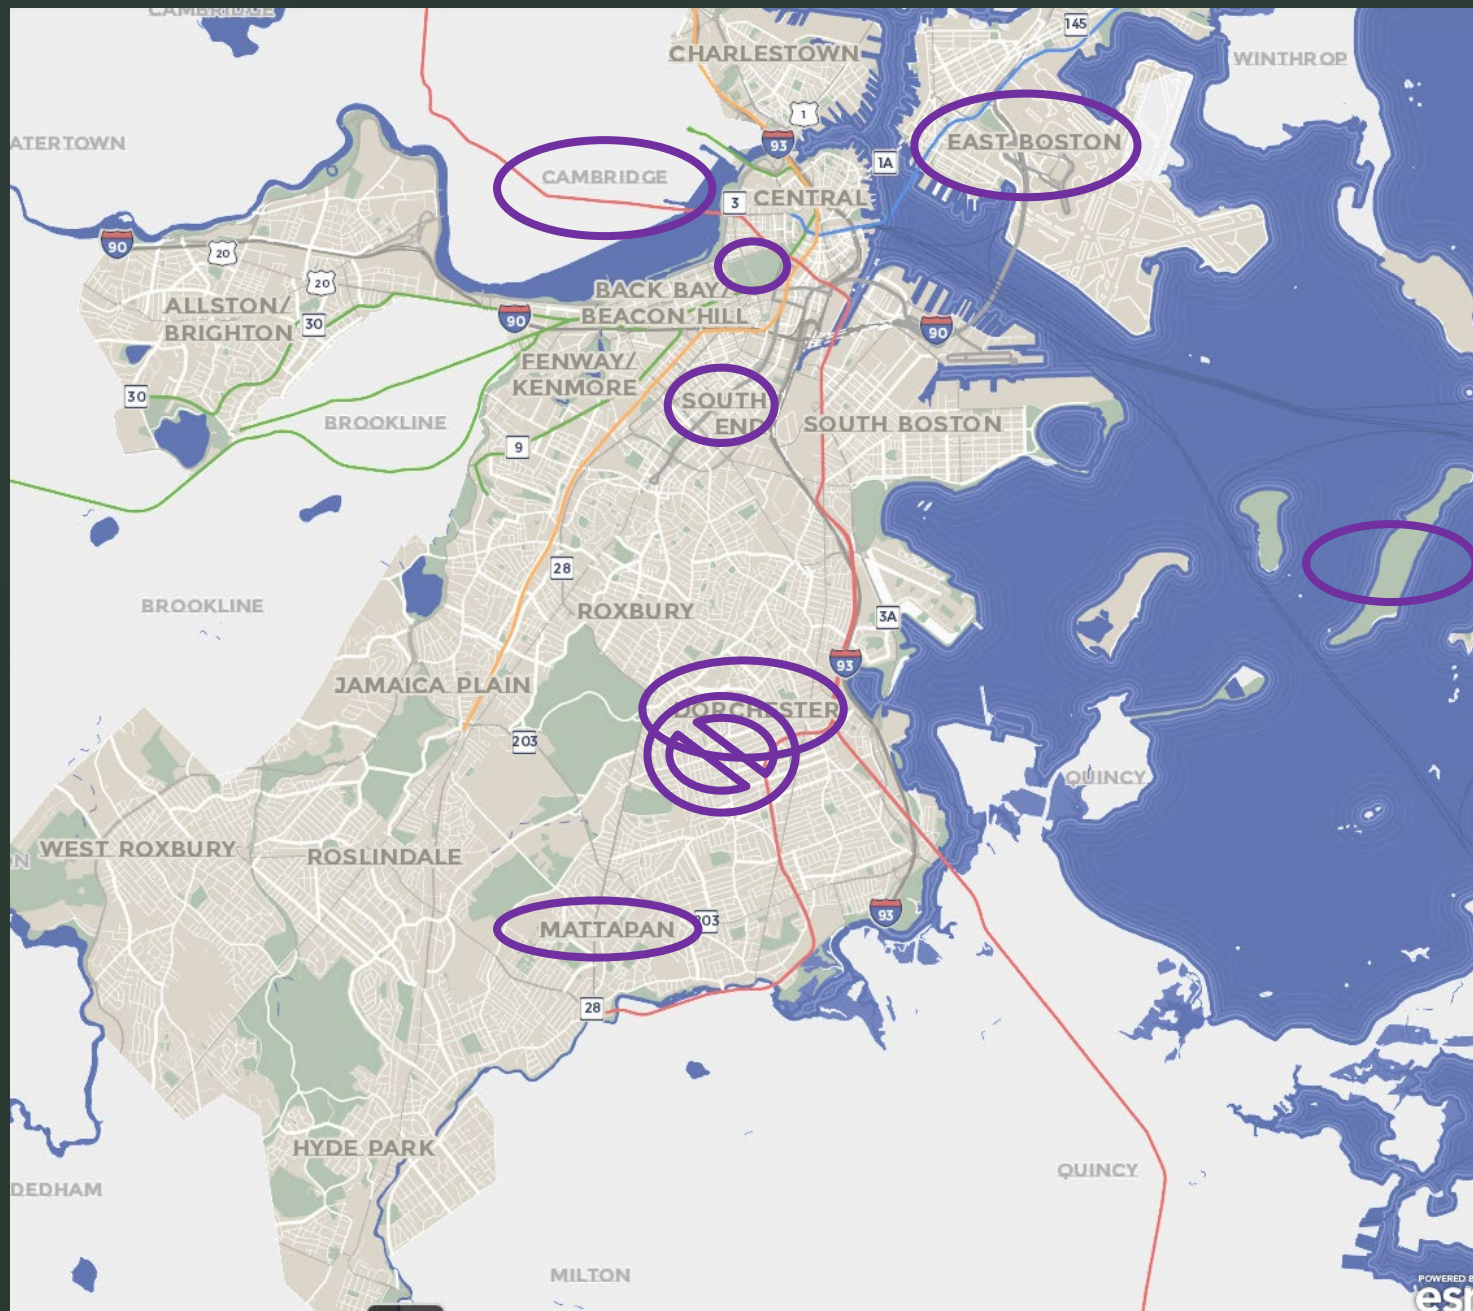 CAMBRIDGE
145
CHARLESTOWN
WINTHROP
1
93
ATERTOWN
EAST BOSTON
1A
CAMBRIDGE
3
CENTRAL
90
20
20
BACK BAY/
BEACON HILL
ALLSTON/
BRIGHTON
30
90
90
FENWAY/
KENMORE
30
SOUTH
END
BROOKLINE
SOUTH BOSTON
9
28
BROOKLINE
ROXBURY
3A
93
JAMAICA PLAIN
DORCHESTER
203
QUINCY
WEST ROXBURY
ROSLINDALE
N
93
MATTAPAN
203
28
HYDE PARK
QUINCY
DEDHAM
MILTON
POWERED B
esr